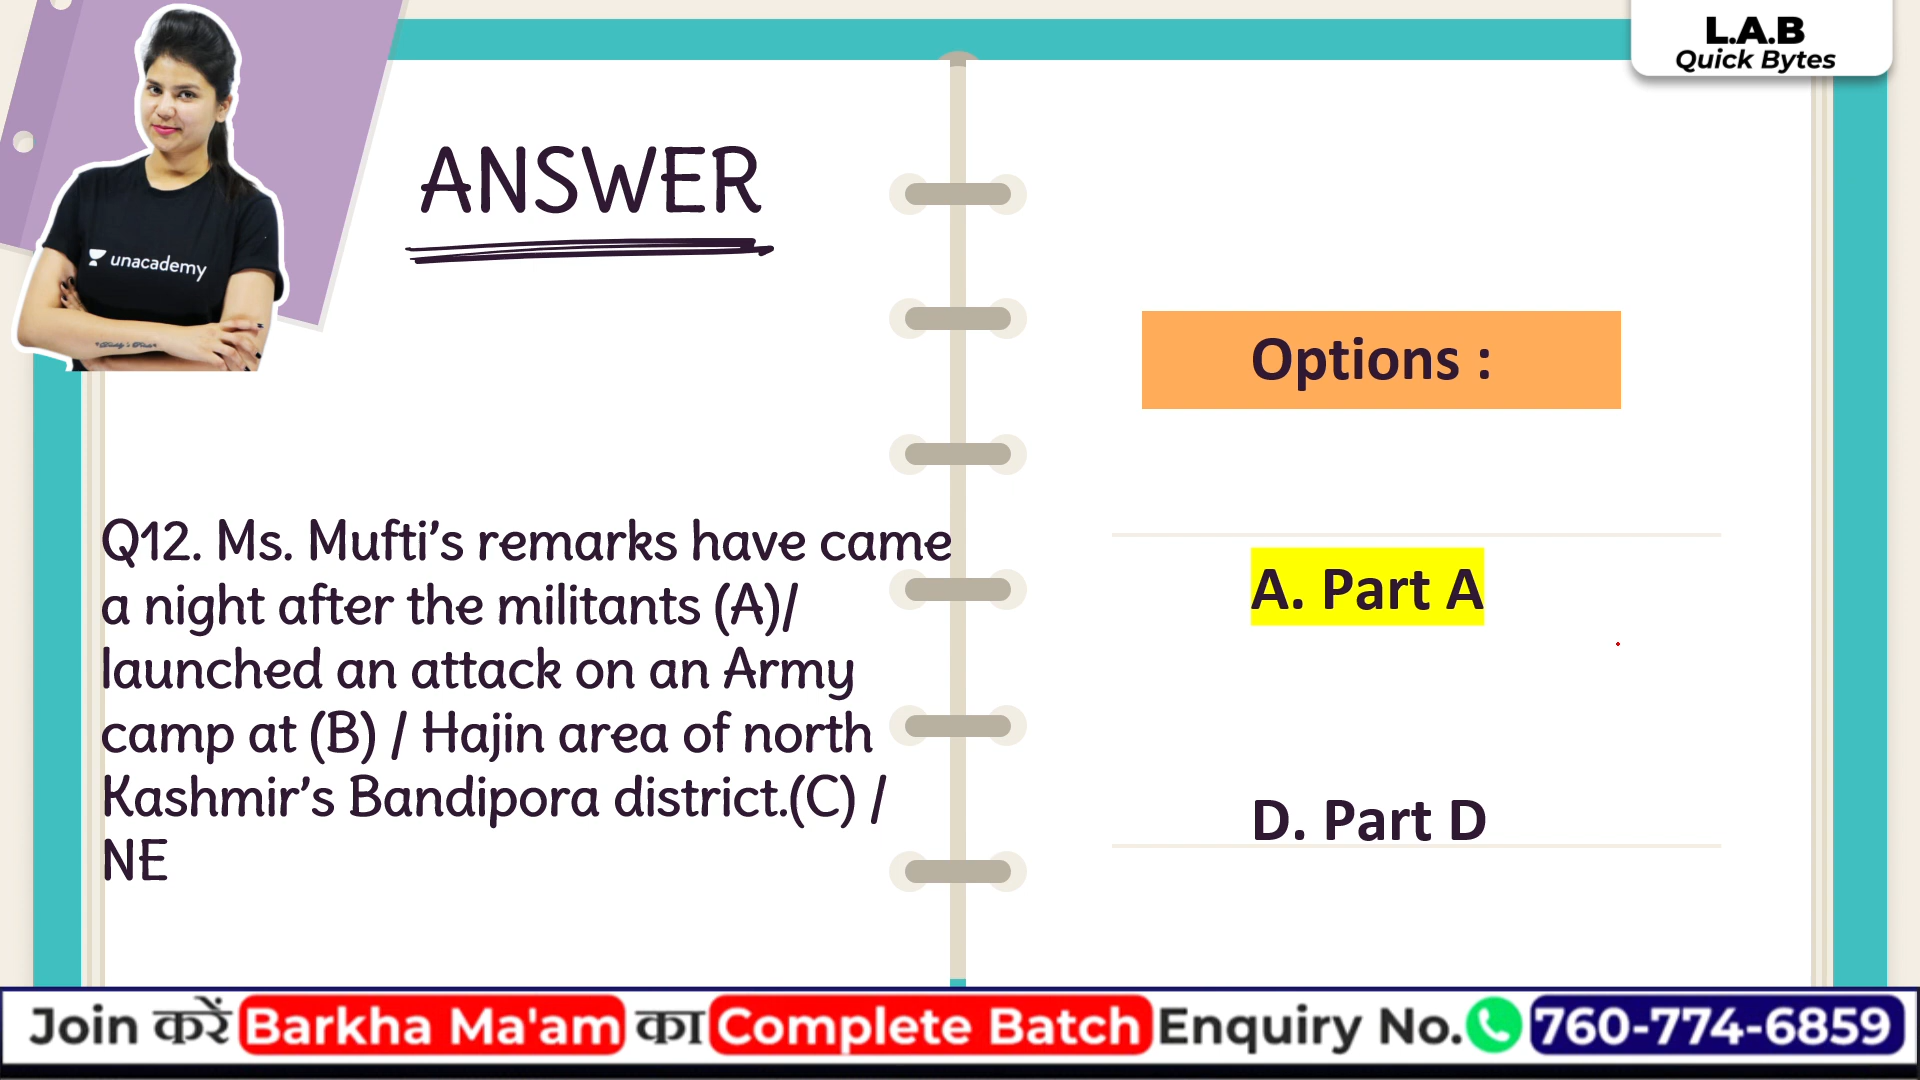 L.A.B
Quick Bytes
unacademy
ANSWER
Q12. Ms. Mufti’s remarks have came
a night after the militants (A)/
launched an attack on an Army
camp at (B) / Hajin area of north
Kashmir’s Bandipora district.(C) /
NE
Options :
A. Part A
D. Part D
Join करें Barkha Ma'am का Complete Batch Enquiry No. 760-774-6859